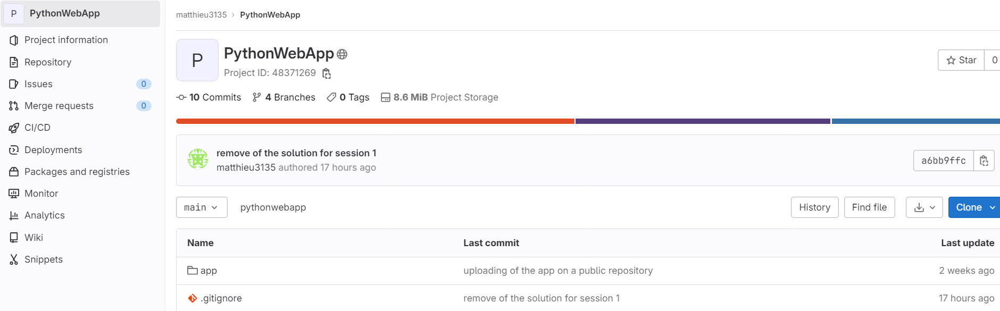 P PythonWebApp
Project information
Repository
Issues 0
Merge requests 0
CI/CD
Deployments
Packages and registries
Monitor
Analytics
Wiki
Snippets
matthieu3135 › PythonWebApp
P
PythonWebApp
Project ID: 48371269
Star 0
10 Commits 4 Branches 0 Tags 8.6 MiB Project Storage
remove of the solution for session 1
matthieu3135 authored 17 hours ago
a6bb9ffc
main pythonwebapp History Find file Clone
Name Last commit Last update
app uploading of the app on a public repository 2 weeks ago
.gitignore remove of the solution for session 1 17 hours ago